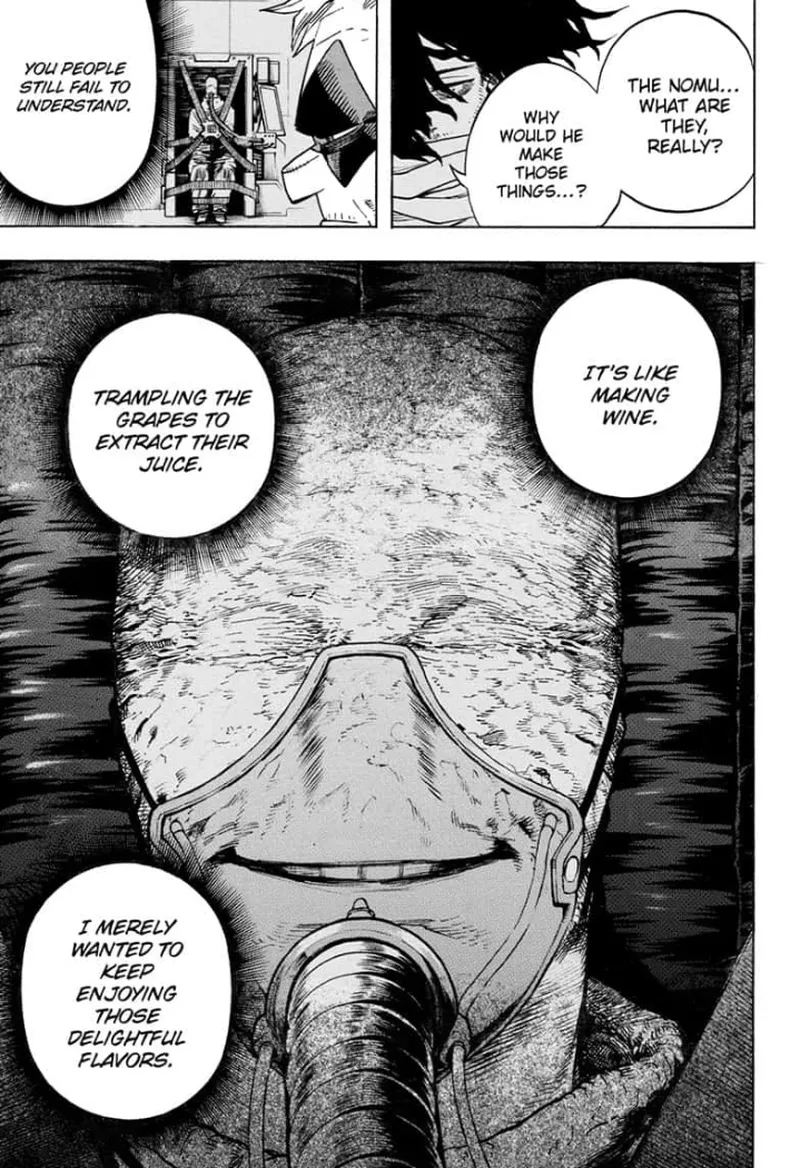 THE NOMU...
WHAT ARE
THEY,
REALLY?
WHY
WOULD HE
MAKE
THOSE
THINGS...?
YOU PEOPLE
STILL FAIL TO
UNDERSTAND.
IT'S LIKE
MAKING
WINE.
TRAMPLING THE
GRAPES TO
EXTRACT THEIR
JUICE.
I MERELY
WANTED TO
KEEP
ENJOYING
THOSE
DELIGHTFUL
FLAVORS.